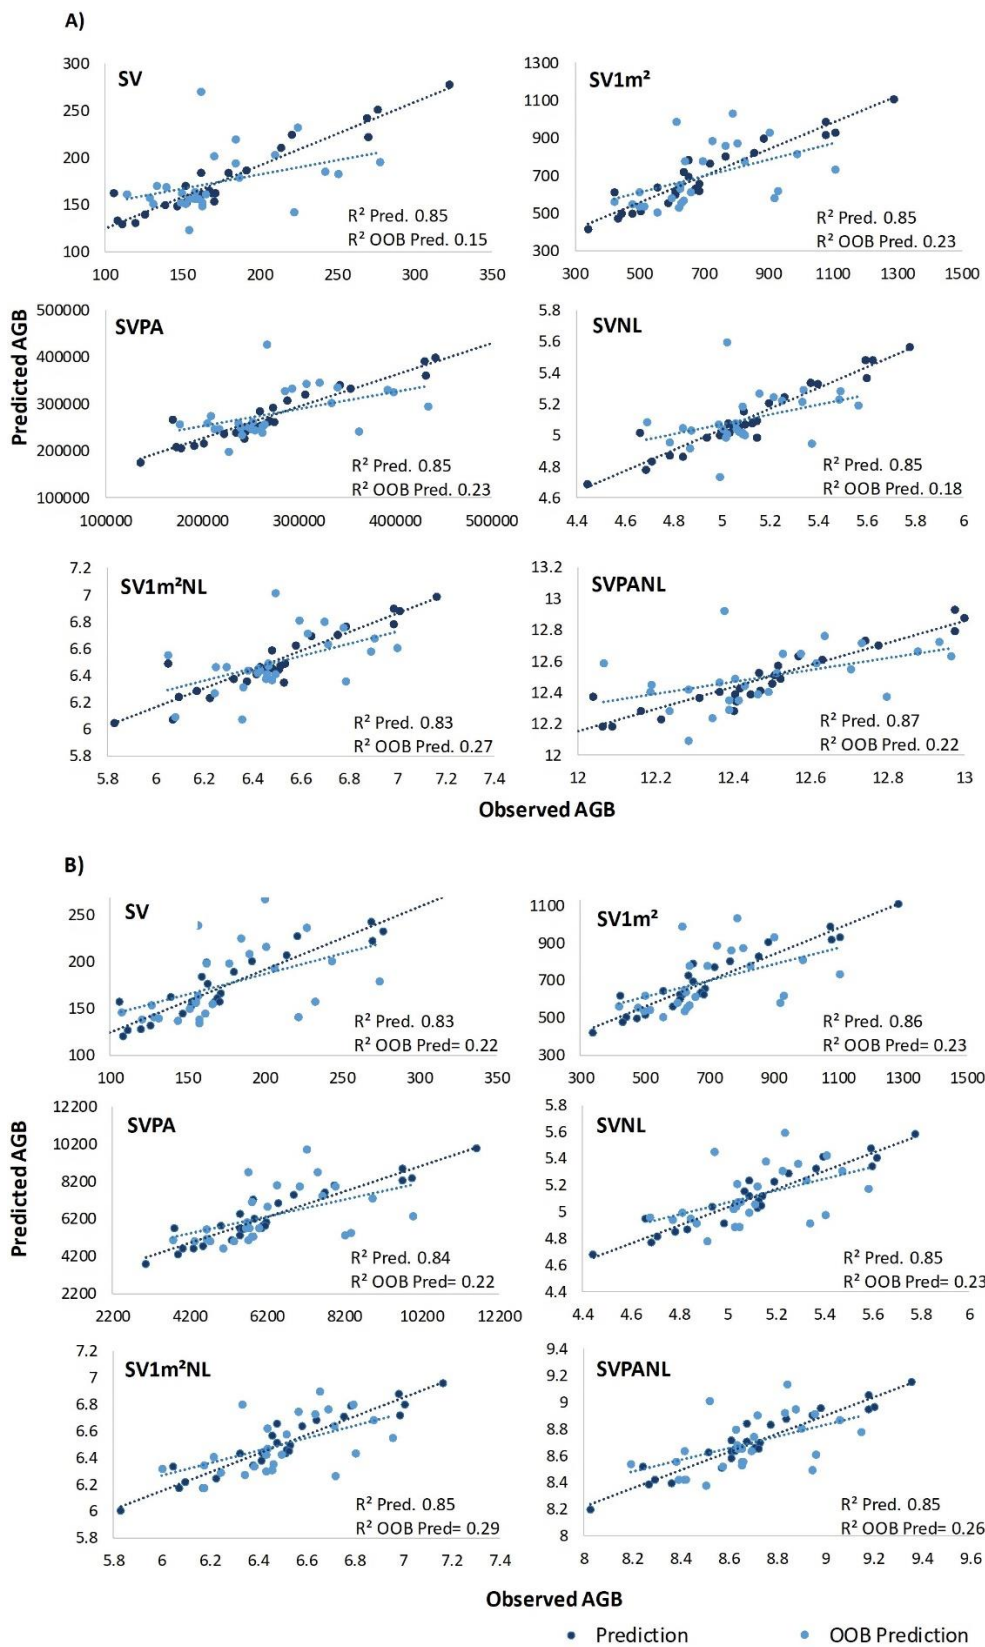 A)
SV
300
250
200
150
100
R² Pred. 0.85
R² OOB Pred. 0.15
100 150 200 250 300 350
SV1m²
1300
1100
900
700
500
300
R² Pred. 0.85
R² OOB Pred. 0.23
300 500 700 900 1100 1300 1500
Predicted AGB
SVPA
500000
400000
300000
200000
100000
R² Pred. 0.85
R² OOB Pred. 0.23
100000 200000 300000 400000 500000
SVNL
5.8
5.6
5.4
5.2
5
4.8
4.6
R² Pred. 0.85
R² OOB Pred. 0.18
4.4 4.6 4.8 5 5.2 5.4 5.6 5.8 6
SV1m²NL
7.2
7
6.8
6.6
6.4
6.2
6
5.8
R² Pred. 0.83
R² OOB Pred. 0.27
5.8 6 6.2 6.4 6.6 6.8 7 7.2 7.4
SVPANL
13.2
13
12.8
12.6
12.4
12.2
12
R² Pred. 0.87
R² OOB Pred. 0.22
12 12.2 12.4 12.6 12.8 13
Observed AGB
B)
SV
250
200
150
100
R² Pred. 0.83
R² OOB Pred= 0.22
100 150 200 250 300 350
SV1m²
1100
900
700
500
300
R² Pred. 0.86
R² OOB Pred= 0.23
300 500 700 900 1100 1300 1500
Predicted AGB
SVPA
12200
10200
8200
6200
4200
2200
R² Pred. 0.84
R² OOB Pred= 0.22
2200 4200 6200 8200 10200 12200
SVNL
5.8
5.6
5.4
5.2
5
4.8
4.6
4.4
R² Pred. 0.85
R² OOB Pred= 0.23
4.4 4.6 4.8 5 5.2 5.4 5.6 5.8 6
SV1m²NL
7.2
7
6.8
6.6
6.4
6.2
6
5.8
R² Pred. 0.85
R² OOB Pred= 0.29
5.8 6 6.2 6.4 6.6 6.8 7 7.2 7.4
SVPANL
9.4
9.2
9
8.8
8.6
8.4
8.2
8
R² Pred. 0.85
R² OOB Pred= 0.26
8 8.2 8.4 8.6 8.8 9 9.2 9.4 9.6
Observed AGB
Prediction OOB Prediction